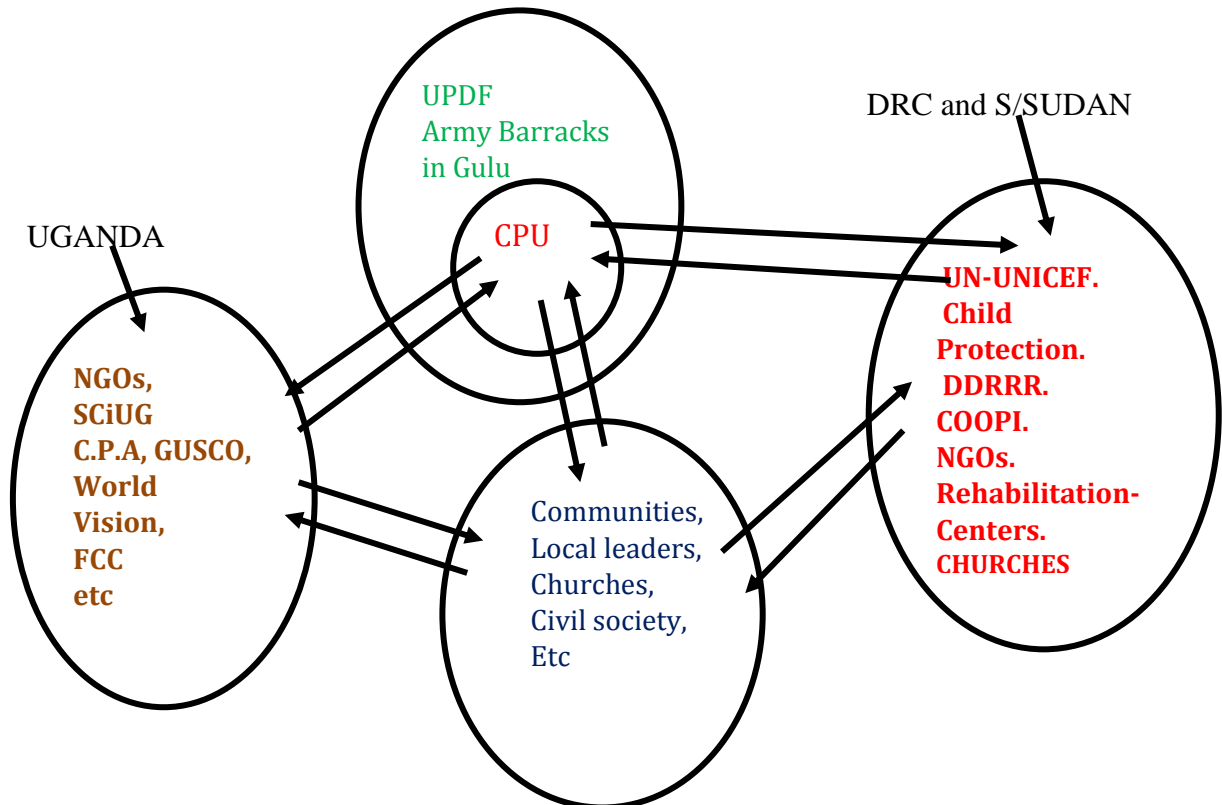 UPDF
Army Barracks
in Gulu
CPU
DRC and S/SUDAN
UGANDA
NGOs,
SCiUG
C.P.A, GUSCO,
World
Vision,
FCC
etc
Communities,
Local leaders,
Churches,
Civil society,
Etc
UN-UNICEF.
Child
Protection.
DDRRR.
COOPI.
NGOs.
Rehabilitation-
Centers.
CHURCHES